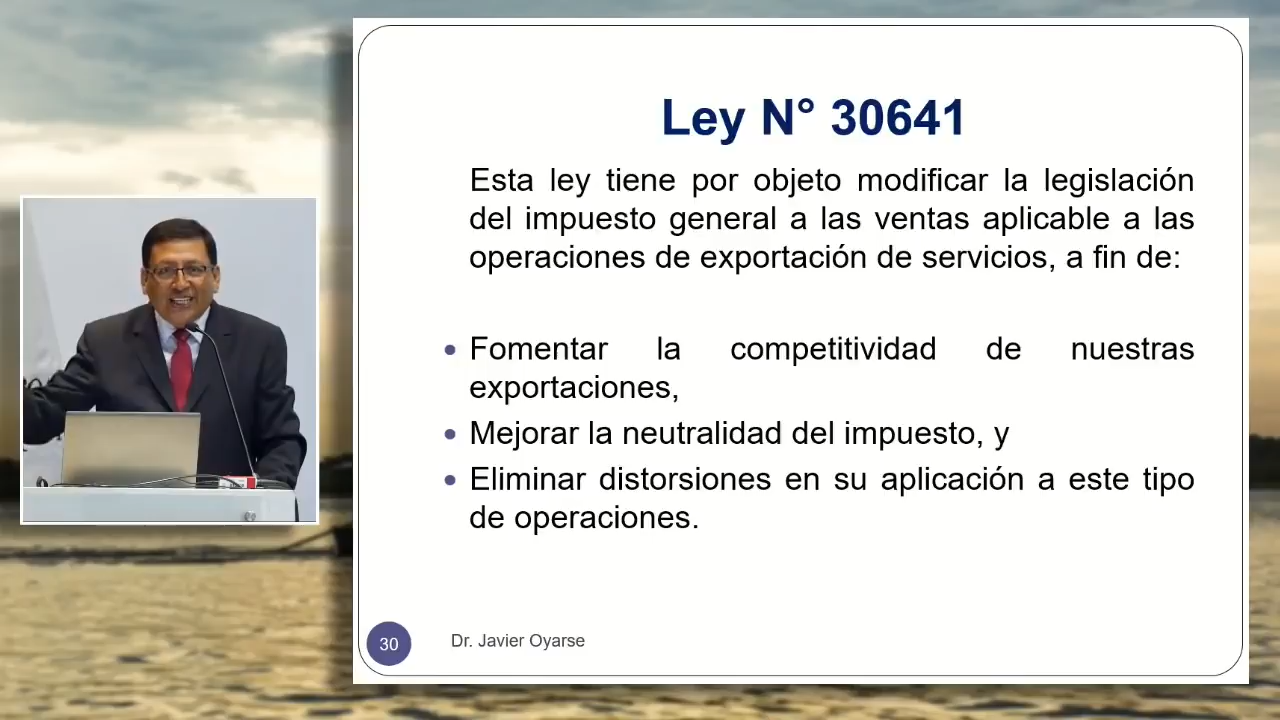 Ley N° 30641
Esta ley tiene por objeto modificar la legislación
del impuesto general a las ventas aplicable a las
operaciones de exportación de servicios, a fin de:
• Fomentar la competitividad de nuestras
exportaciones,
• Mejorar la neutralidad del impuesto, y
• Eliminar distorsiones en su aplicación a este tipo
de operaciones.
30
Dr. Javier Oyarse